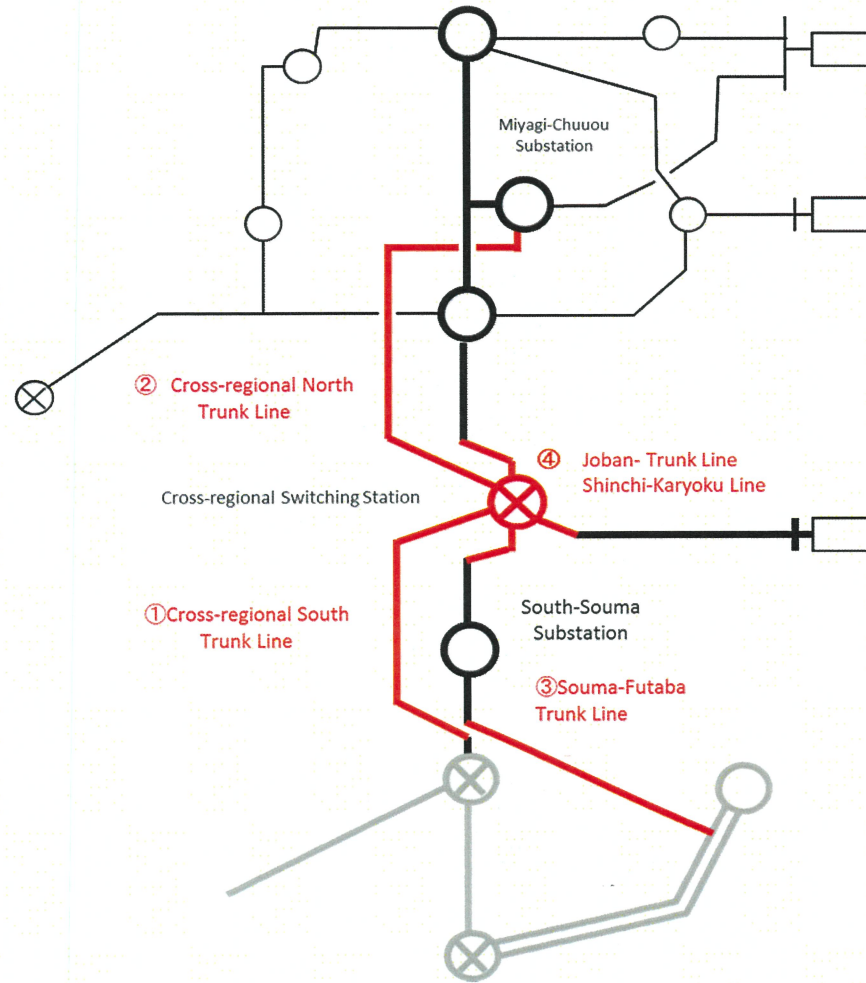 Miyagi-Chuuou
Substation
② Cross-regional North
Trunk Line
④ Joban- Trunk Line
Shinchi-Karyoku Line
Cross-regional Switching Station
①Cross-regional South
Trunk Line
South-Souma
Substation
③Souma-Futaba
Trunk Line